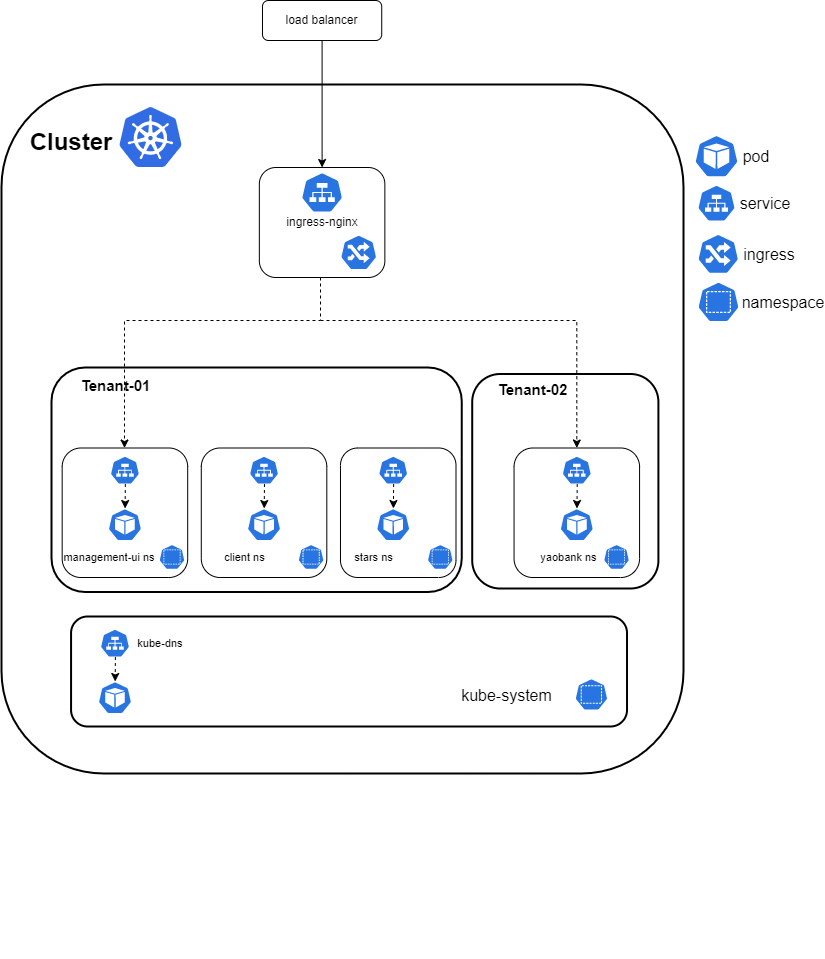 load balancer
Cluster
ingress-nginx
pod
service
ingress
namespace
Tenant-01
Tenant-02
management-ui ns
client ns
stars ns
yaobank ns
kube-dns
kube-system